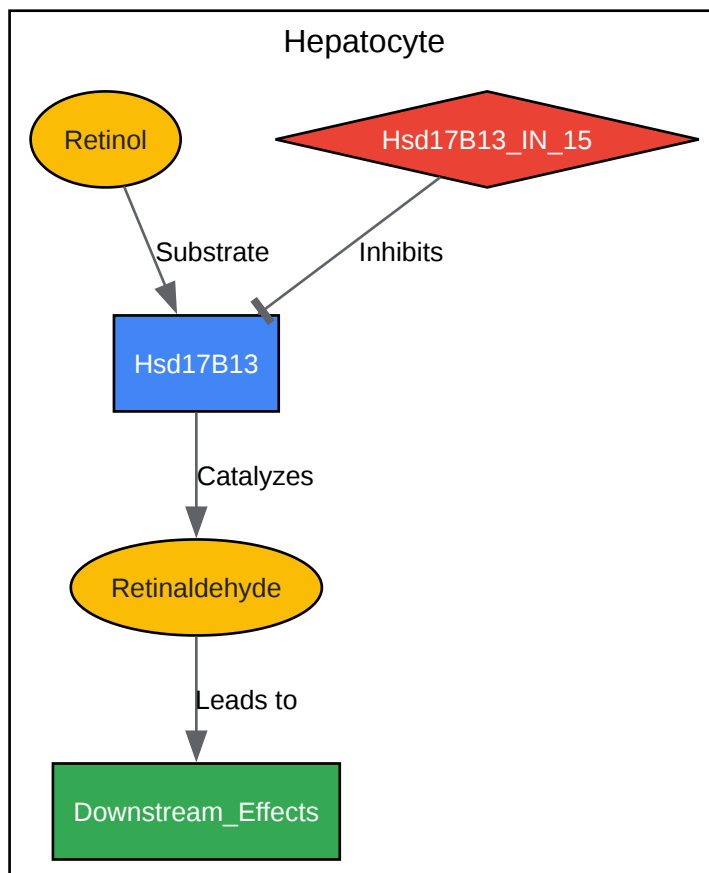 Hepatocyte
Retinol
Hsd17B13_IN_15
Substrate
Inhibits
Hsd17B13
Catalyzes
Retinaldehyde
Leads to
Downstream_Effects